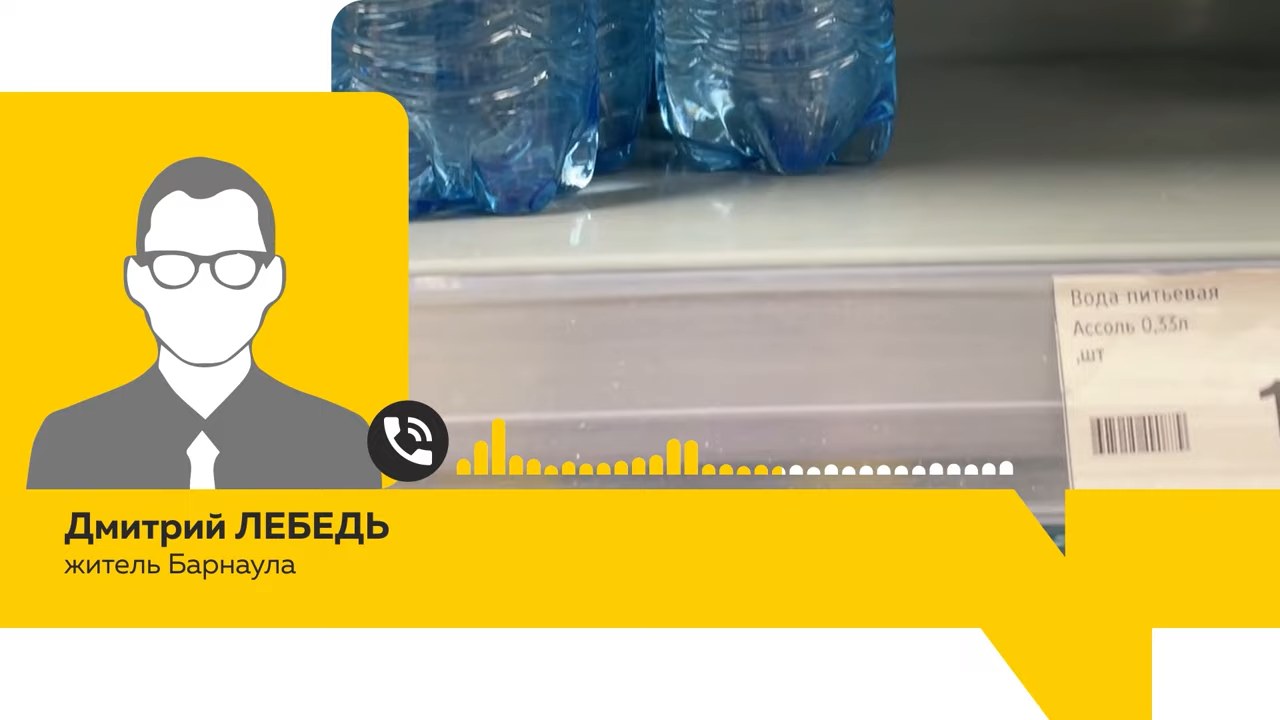 Вода питьевая
Ассоль 0,33л
,шт
Дмитрий ЛЕБЕДЬ
житель Барнаула